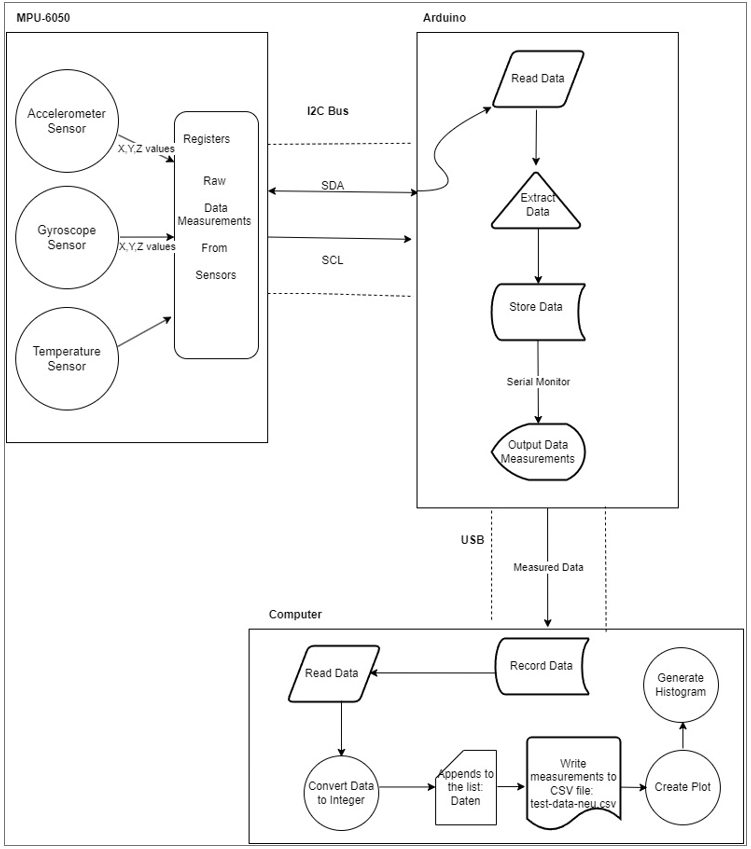 MPU-6050
Arduino
Accelerometer
Sensor
X,Y,Z values
Gyroscope
Sensor
X,Y,Z values
Temperature
Sensor
Registers
Raw
Data
Measurements
From
Sensors
I2C Bus
SDA
SCL
Read Data
Extract
Data
Store Data
Serial Monitor
Output Data
Measurements
USB
Measured Data
Computer
Record Data
Read Data
Convert Data
to Integer
Appends to
the list:
Daten
Write
measurements to
CSV file:
test-data-neu.csv
Create Plot
Generate
Histogram